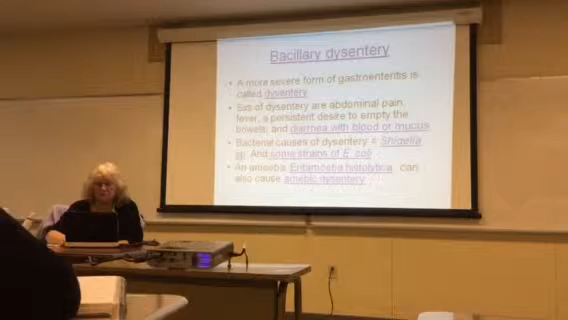 Bacillary dysentery
• A more severe form of gastroenteritis is
called dysentery
• Sxs of dysentery are abdominal pain,
fever, a persistent desire to empty the
bowels, and diarrhea with blood or mucus
• Bacterial causes of dysentery = Shigella
sp. And some strains of E. coli
• An amoeba, Entamoeba histolytica can
also cause amebic dysentery